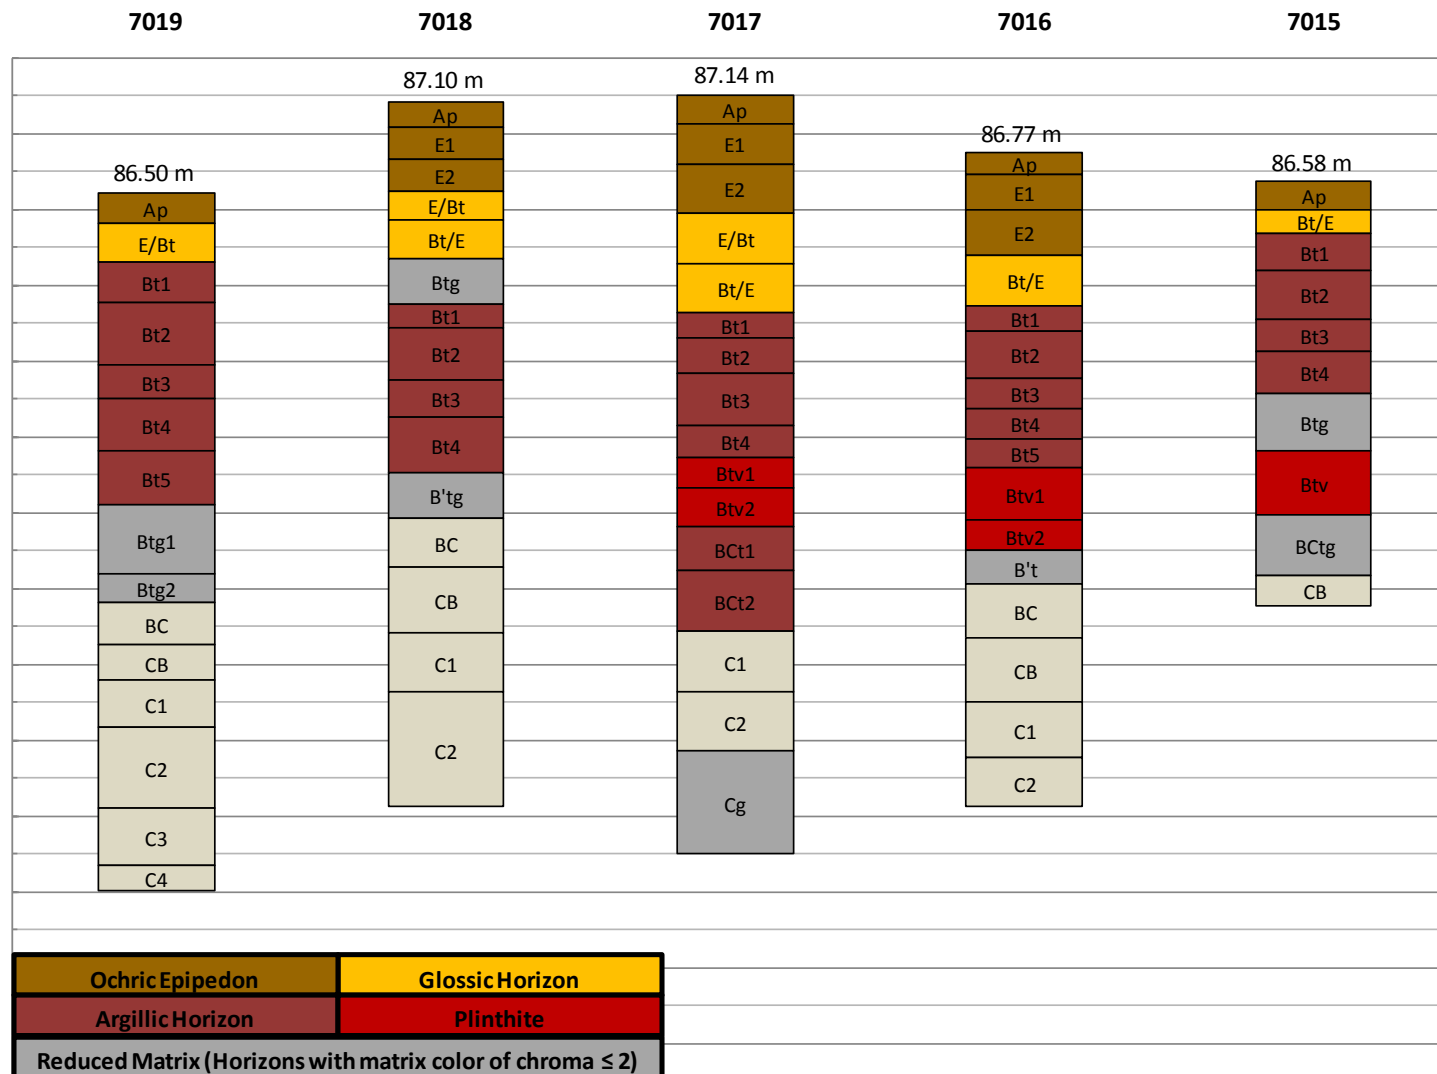 7019 7018 7017 7016 7015
86.50 m
Ap
E/Bt
Bt1
Bt2
Bt3
Bt4
Bt5
Btg1
Btg2
BC
CB
C1
C2
C3
C4
87.10 m
Ap
E1
E2
E/Bt
Bt/E
Btg
Bt1
Bt2
Bt3
Bt4
B'tg
BC
CB
C1
C2
87.14 m
Ap
E1
E2
E/Bt
Bt/E
Bt1
Bt2
Bt3
Bt4
Btv1
Btv2
BCt1
BCt2
C1
C2
Cg
86.77 m
Ap
E1
E2
Bt/E
Bt1
Bt2
Bt3
Bt4
Bt5
Btv1
Btv2
B't
BC
CB
C1
C2
86.58 m
Ap
Bt/E
Bt1
Bt2
Bt3
Bt4
Btg
Btv
BCtg
CB
Ochric Epipedon Glossic Horizon
Argillic Horizon Plinthite
Reduced Matrix (Horizons with matrix color of chroma ≤ 2)